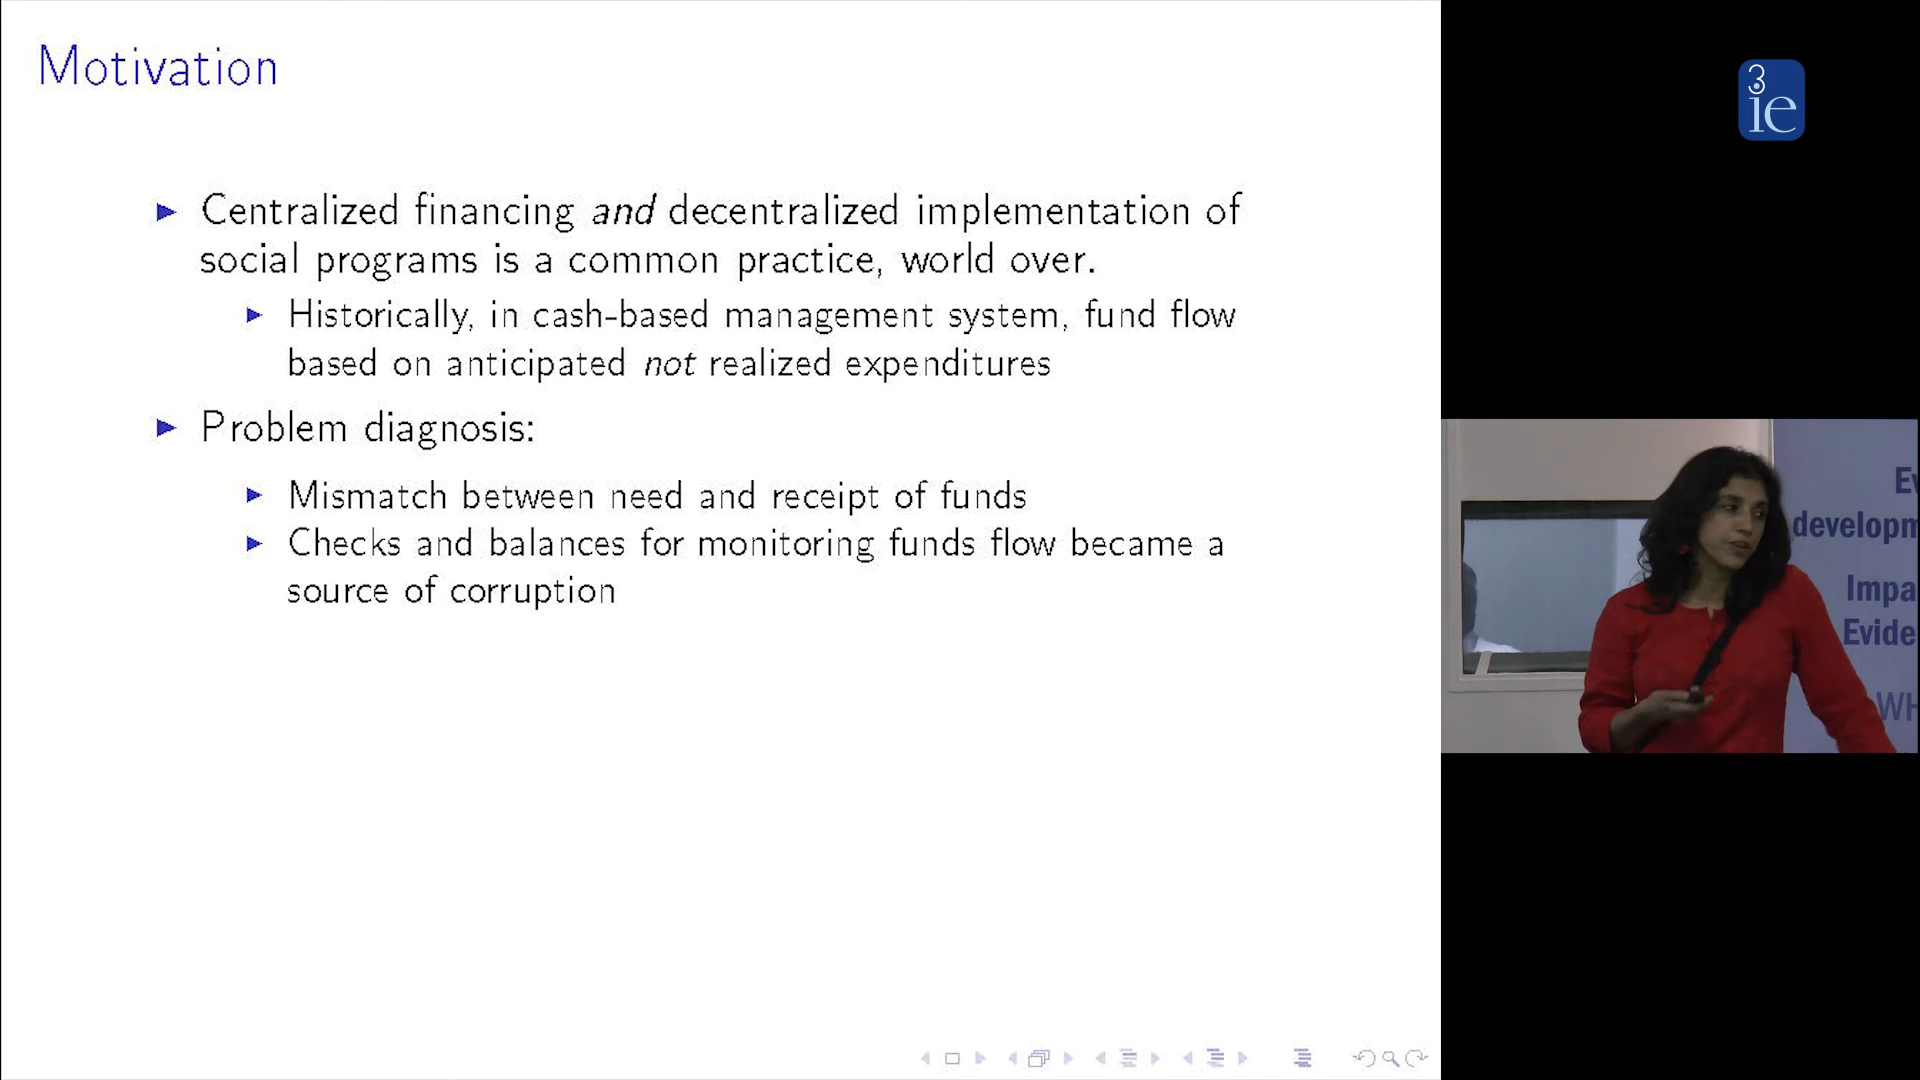 Motivation
Centralized financing and decentralized implementation of
social programs is a common practice, world over.
Historically, in cash-based management system, fund flow
based on anticipated not realized expenditures
Problem diagnosis:
Mismatch between need and receipt of funds
Checks and balances for monitoring funds flow became a
source of corruption
3
ie
Ev
developm
Impa
Evide
WH